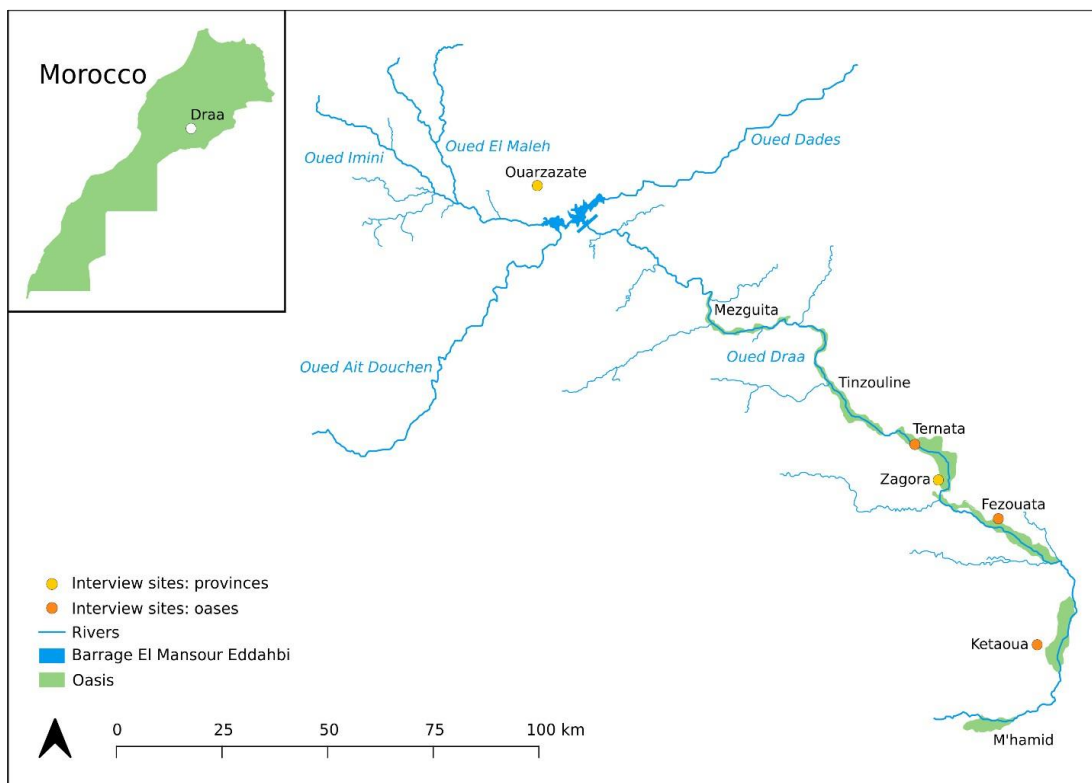 Morocco
Draa
Oued El Maleh
Oued Imini
Ouarzazate
Oued Dades
Mezguita
Oued Draa
Oued Ait Douchen
Tinzouline
Ternata
Zagora
Fezouata
Ketaoua
M'hamid
Interview sites: provinces
Interview sites: oases
Rivers
Barrage El Mansour Eddahbi
Oasis
0 25 50 75 100 km